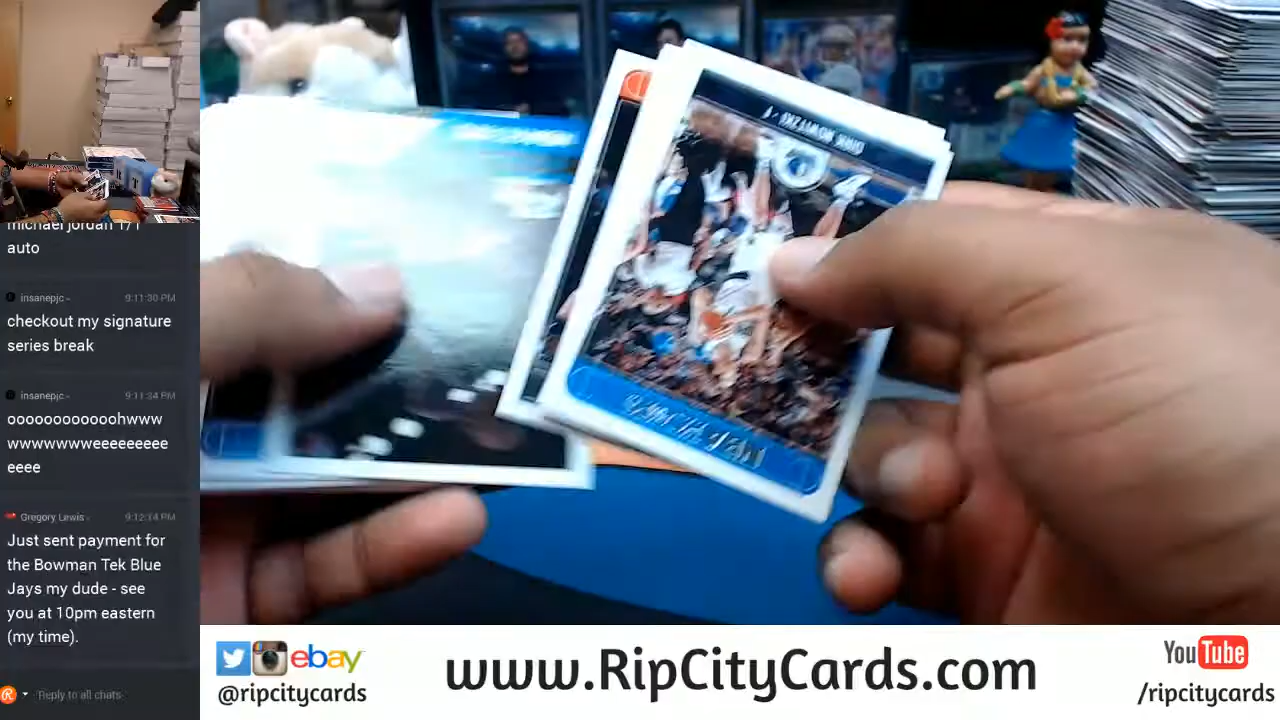 michael jordan 1/1
auto
insanepjc -
9:11:30 PM
checkout my signature
series break
insanepjc -
9:11:34 PM
oooooooooooohwww
wwwwwwweeeeeeeee
eeee
Gregory Lewis -
9:12:14 PM
Just sent payment for
the Bowman Tek Blue
Jays my dude - see
you at 10pm eastern
(my time).
Reply to all chats
DIRK NOWITZKI - F
ebay
@ripcitycards
www.RipCityCards.com
YouTube
/ripcitycards